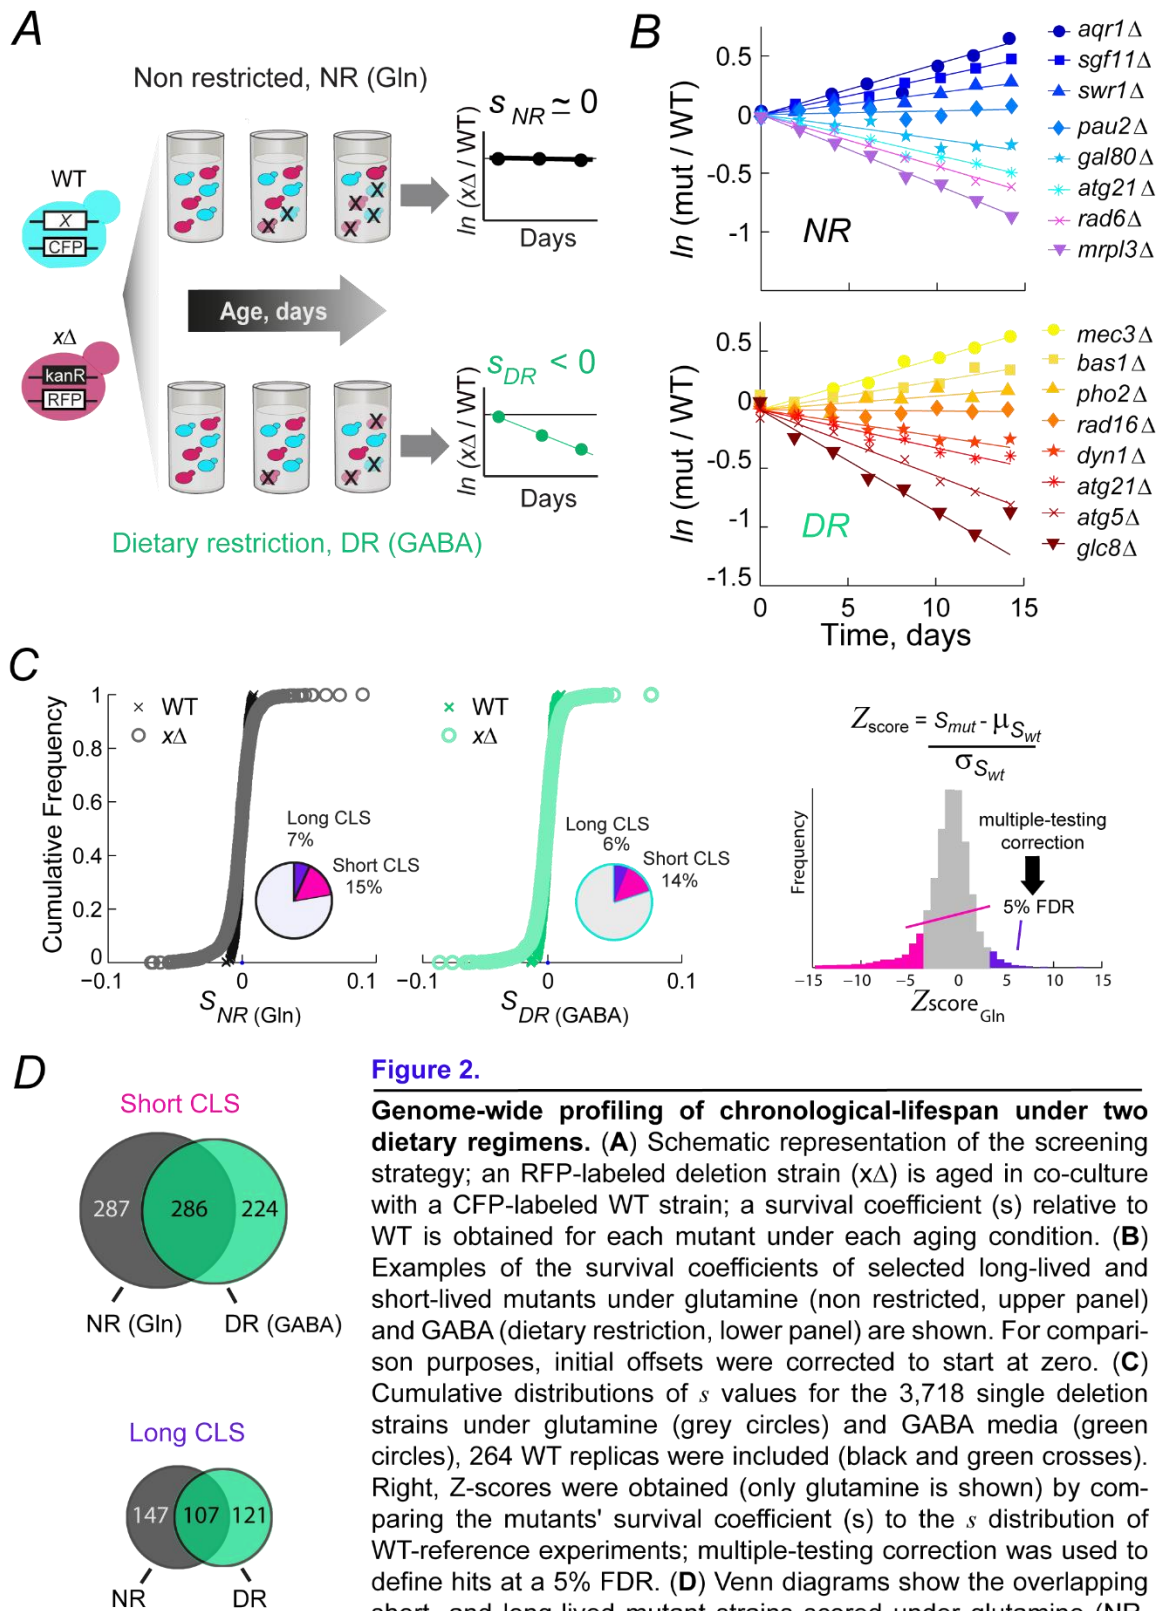 A
Non restricted, NR (Gln)
WT
X
CFP
xΔ
kanR
RFP
Age, days
s NR ≃ 0
ln (xΔ / WT)
Days
s DR < 0
ln (xΔ / WT)
Days
Dietary restriction, DR (GABA)
B
0.5
0
-0.5
-1
ln (mut / WT)
NR
aqr1Δ
sgf11Δ
swr1Δ
pau2Δ
gal80Δ
atg21Δ
rad6Δ
mrpl3Δ
0.5
0
-0.5
-1
-1.5
ln (mut / WT)
DR
0 5 10 15
Time, days
mec3Δ
bas1Δ
pho2Δ
rad16Δ
dyn1Δ
atg21Δ
atg5Δ
glc8Δ
C
Cumulative Frequency
1
0.8
0.6
0.4
0.2
0
WT
xΔ
Long CLS
7%
Short CLS
15%
−0.1 0 0.1
S NR (Gln)
WT
xΔ
Long CLS
6%
Short CLS
14%
−0.1 0 0.1
S DR (GABA)
Zscore = Smut - μSwt
σSwt
Frequency
multiple-testing
correction
5% FDR
−15 −10 −5 0 5 10 15
ZscoreGln
D
Short CLS
287 286 224
NR (Gln) DR (GABA)
Long CLS
147 107 121
NR DR
Figure 2.
Genome-wide profiling of chronological-lifespan under two
dietary regimens. (A) Schematic representation of the screening
strategy; an RFP-labeled deletion strain (xΔ) is aged in co-culture
with a CFP-labeled WT strain; a survival coefficient (s) relative to
WT is obtained for each mutant under each aging condition. (B)
Examples of the survival coefficients of selected long-lived and
short-lived mutants under glutamine (non restricted, upper panel)
and GABA (dietary restriction, lower panel) are shown. For compari-
son purposes, initial offsets were corrected to start at zero. (C)
Cumulative distributions of s values for the 3,718 single deletion
strains under glutamine (grey circles) and GABA media (green
circles), 264 WT replicas were included (black and green crosses).
Right, Z-scores were obtained (only glutamine is shown) by com-
paring the mutants' survival coefficient (s) to the s distribution of
WT-reference experiments; multiple-testing correction was used to
define hits at a 5% FDR. (D) Venn diagrams show the overlapping
short- and long-lived mutant strains scored under glutamine (NR,